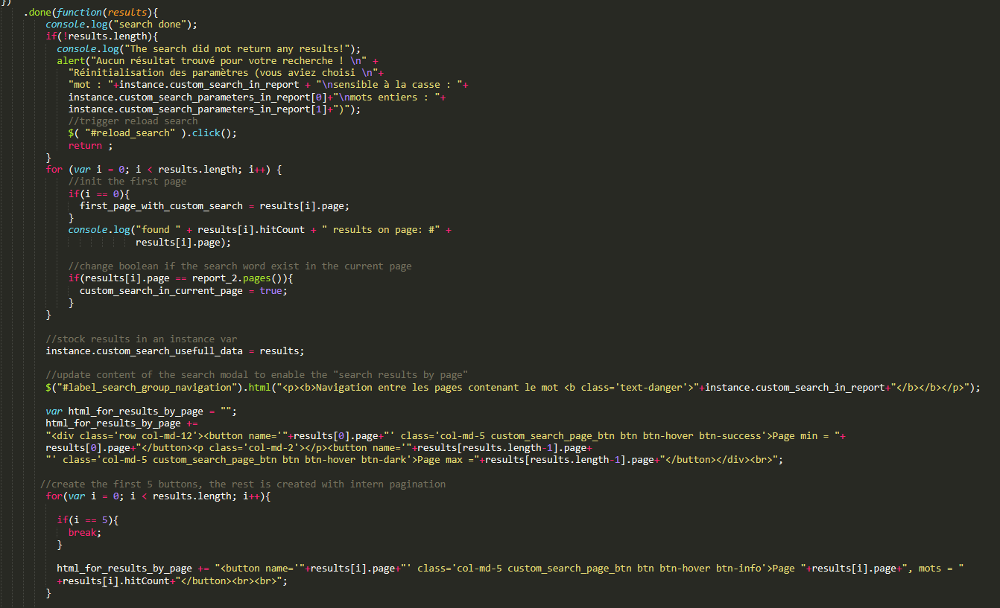 })
.done(function(results){
console.log("search done");
if(!results.length){
console.log("The search did not return any results!");
alert("Aucun résultat trouvé pour votre recherche ! \n" +
"Réinitialisation des paramètres (vous aviez choisi \n"+
"mot : "+instance.custom_search_in_report + "\nsensible à la casse : "+
instance.custom_search_parameters_in_report[0]+"\nmots entiers : "+
instance.custom_search_parameters_in_report[1]+")");
//trigger reload search
$( "#reload_search" ).click();
return ;
}
for (var i = 0; i < results.length; i++) {
//init the first page
if(i == 0){
first_page_with_custom_search = results[i].page;
}
console.log("found " + results[i].hitCount + " results on page: #" +
results[i].page);
//change boolean if the search word exist in the current page
if(results[i].page == report_2.pages()){
custom_search_in_current_page = true;
}
}
//stock results in an instance var
instance.custom_search_usefull_data = results;
//update content of the search modal to enable the "search results by page"
$("#label_search_group_navigation").html("<p><b>Navigation entre les pages contenant le mot <b class='text-danger'>"+instance.custom_search_in_report+"</b></b></p>");
var html_for_results_by_page = "";
html_for_results_by_page +=
"<div class='row col-md-12'><button name='"+results[0].page+"' class='col-md-5 custom_search_page_btn btn btn-hover btn-success'>Page min = "+
results[0].page+"</button><p class='col-md-2'></p><button name='"+results[results.length-1].page+
"' class='col-md-5 custom_search_page_btn btn btn-hover btn-dark'>Page max ="+results[results.length-1].page+"</button></div><br>";
//create the first 5 buttons, the rest is created with intern pagination
for(var i = 0; i < results.length; i++){
if(i == 5){
break;
}
html_for_results_by_page += "<button name='"+results[i].page+"' class='col-md-5 custom_search_page_btn btn btn-hover btn-info'>Page "+results[i].page+", mots = "
+results[i].hitCount+"</button><br><br>";
}